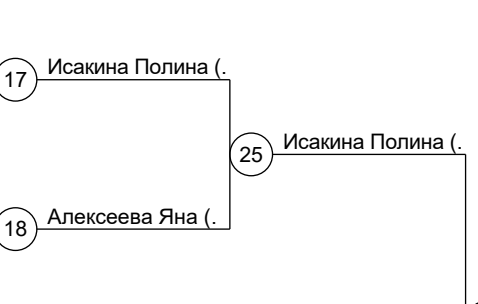 17 Исакина Полина (.
25 Исакина Полина (.
18 Алексеева Яна (.